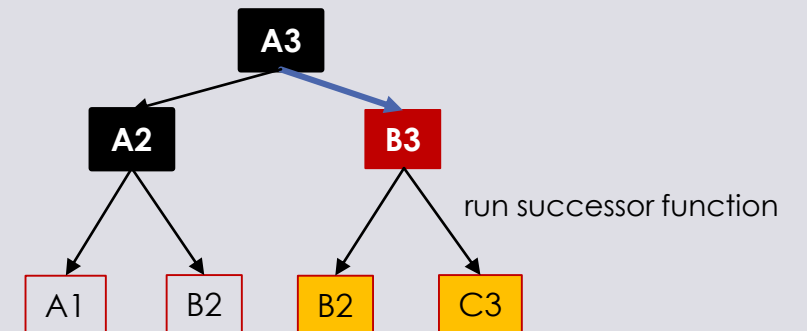 A3
A2
B3
run successor function
A1
B2
B2
C3